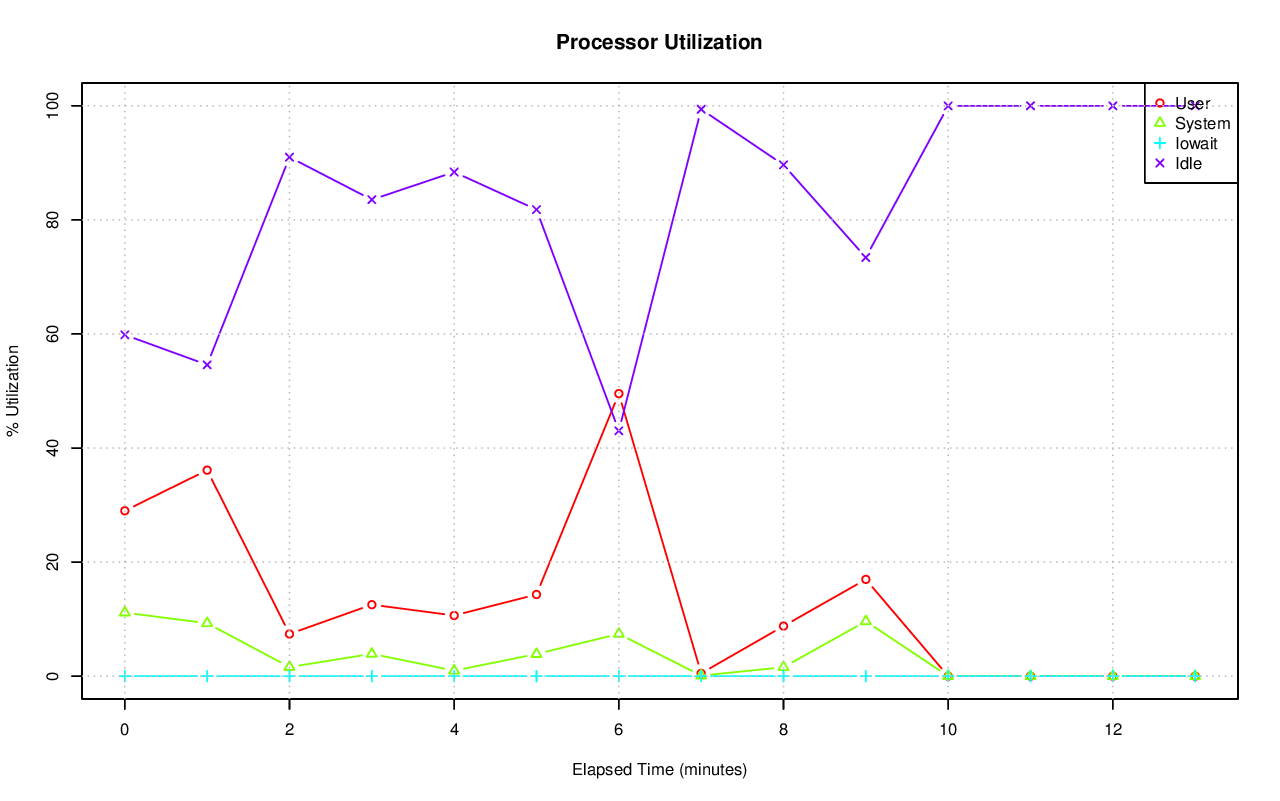 Processor Utilization
100
80
60
40
20
0
% Utilization
User
System
Iowait
Idle
0 2 4 6 8 10 12
Elapsed Time (minutes)